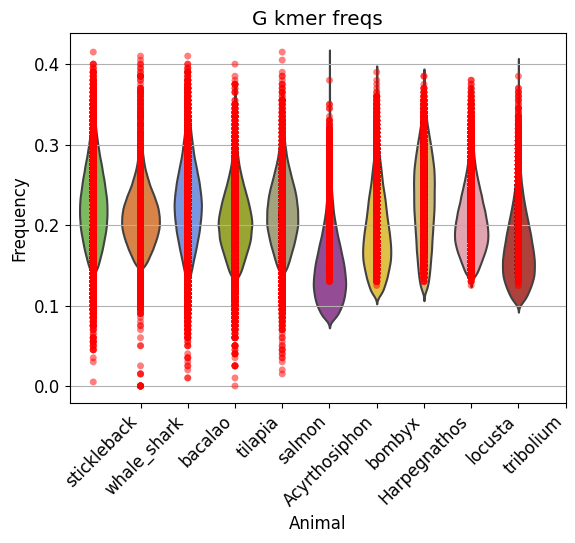 G kmer freqs
Frequency
0.4
0.3
0.2
0.1
0.0
stickleback
whale_shark
bacalao
tilapia
salmon
Acyrthosiphon
bombyx
Harpegnathos
locusta
tribolium
Animal